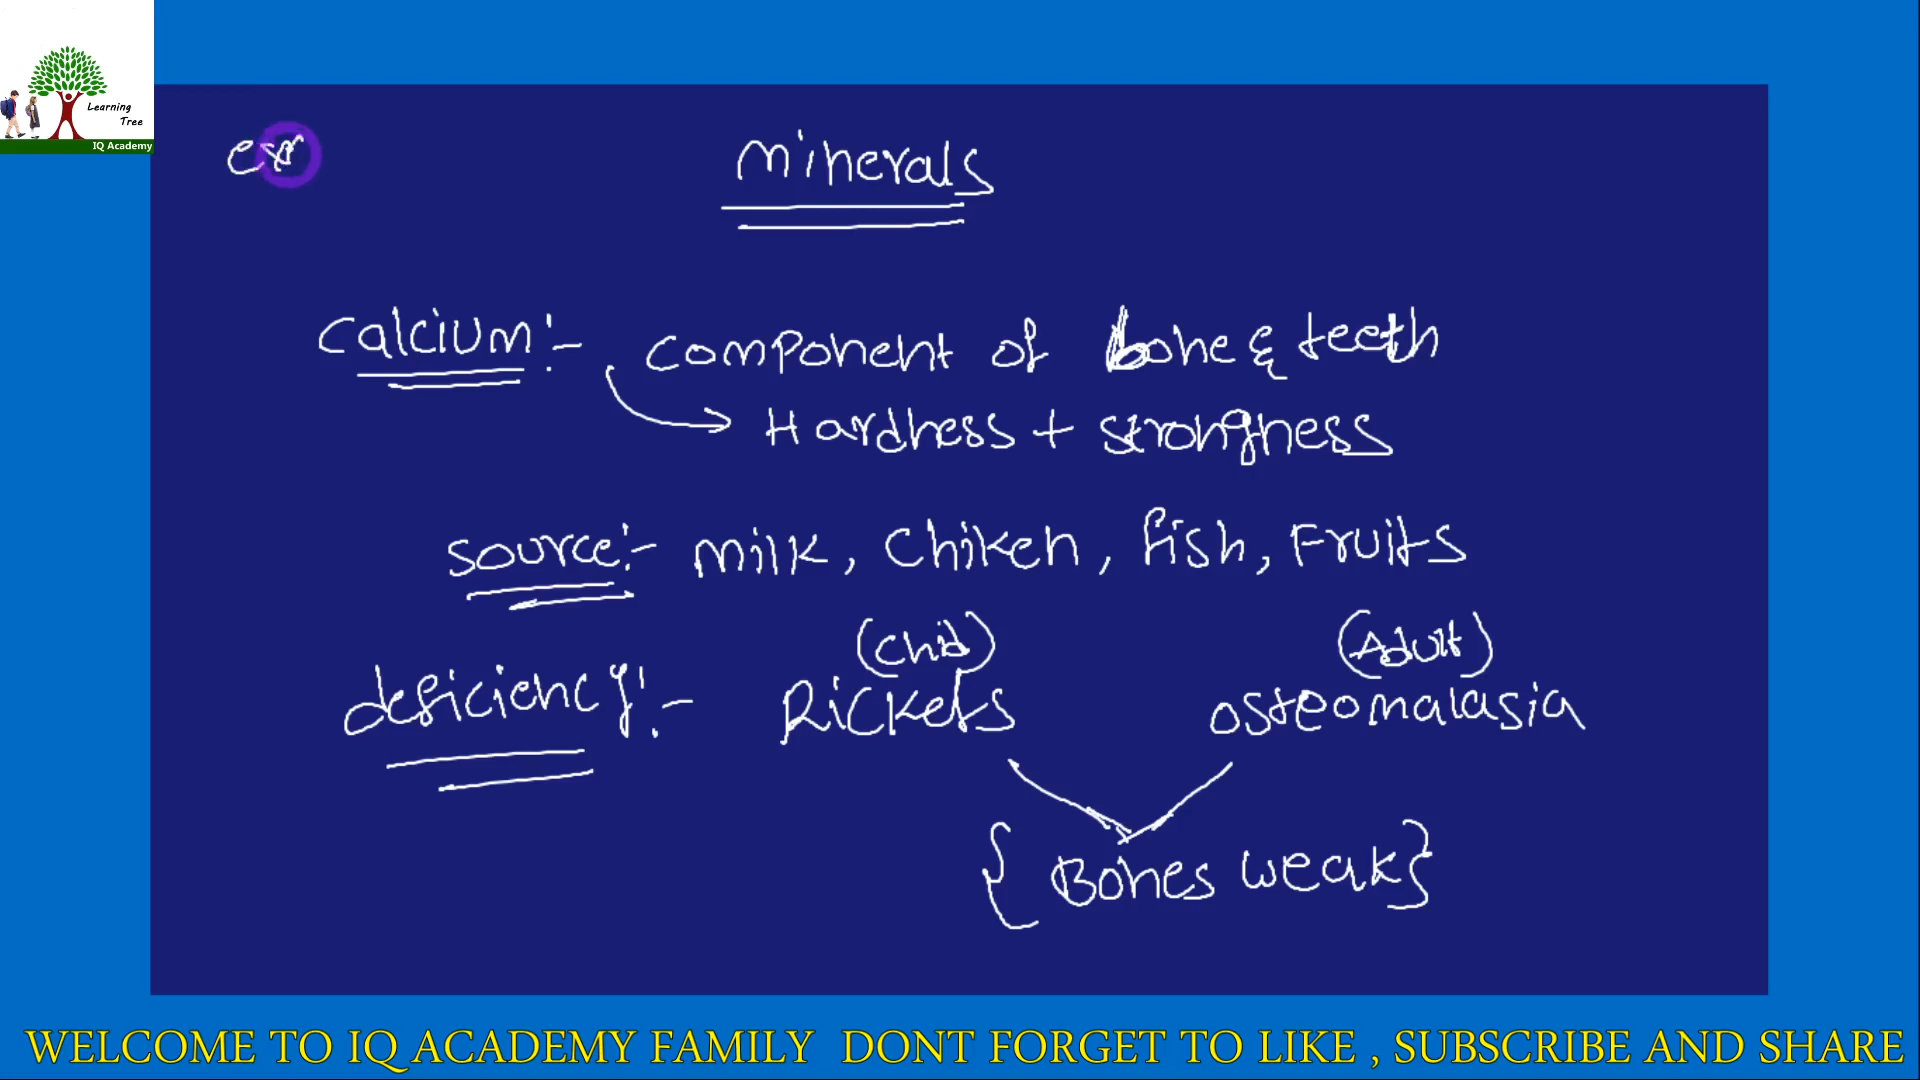 Learning
Tree
IQ Academy
Minerals
Calcium:- Component of bone & teeth
Hardness + strongness
Source:- Milk, Chiken, Fish, Fruits
(Chid) (Adult)
deficiency:- Rickets osteomalasia
{Bones weak}
WELCOME TO IQ ACADEMY FAMILY DONT FORGET TO LIKE , SUBSCRIBE AND SHARE